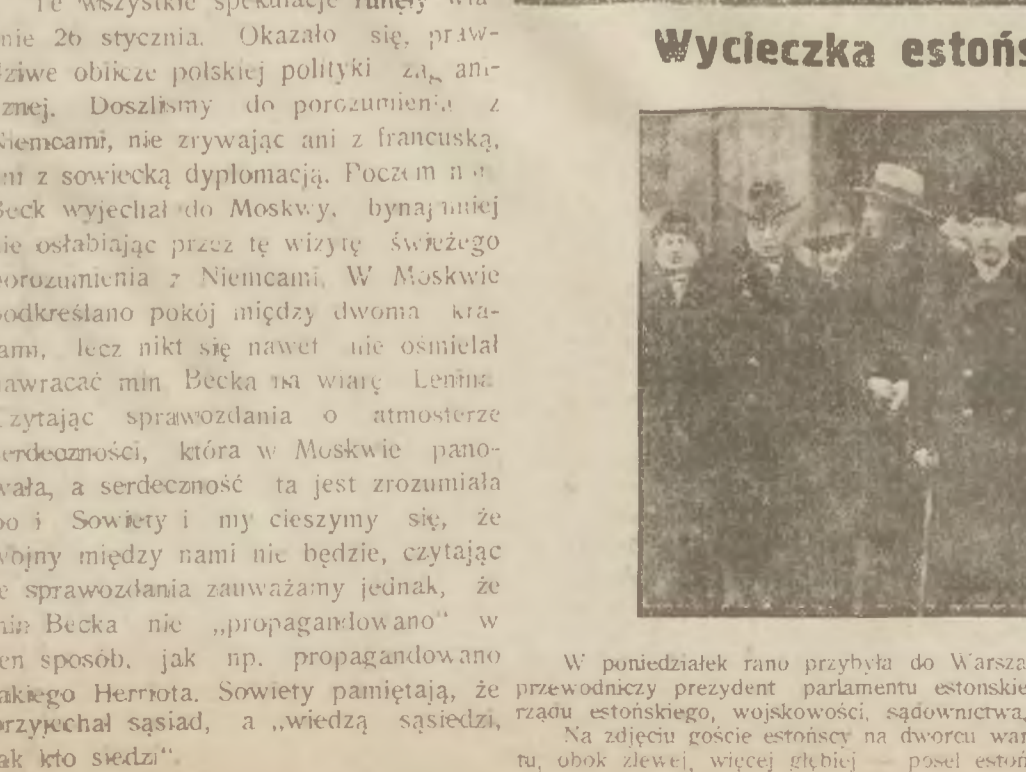 Te wszystkie spekulacje runęły wła-
nie 26 stycznia. Okazało się, praw-
dziwe oblicze polskiej polityki zagrani-
cznej. Doszliśmy do porozumienia z
Niemcami, nie zrywając ani z francuską,
ani z sowiecką dyplomacją. Poczem
Beck wyjechał do Moskwy, bynajmniej
nie osłabiając przez tę wizytę świeżego
porozumienia z Niemcami. W Moskwie
podkreślano pokój między dwoma kra-
jami, lecz nikt się nawet nie ośmielał
nawracać min Becka na wiarę Lenina
Czytając sprawozdania o atmosferze
serdeczności, która w Moskwie pano-
wała, a serdeczność ta jest zrozumiała
bo i Sowiety i my cieszymy się, że
wojny między nami nie będzie, czytając
te sprawozdania zauważamy jednak, że
min Becka nie „propagandowano" w
ten sposób, jak np. propagandowano
takiego Herriota. Sowiety pamiętają, że
przyjechał sąsiad, a „wiedzą sąsiedzi,
jak kto siedzi".
Wycieczka estońs
W poniedziałek rano przybyła do Warsza
przewodniczy prezydent parlamentu estonskie
rządu estońskiego, wojskowości, sądownictwa,
Na zdjęciu goście estońscy na dworcu war
tu, obok zlewej, więcej głębiej — poseł estoń